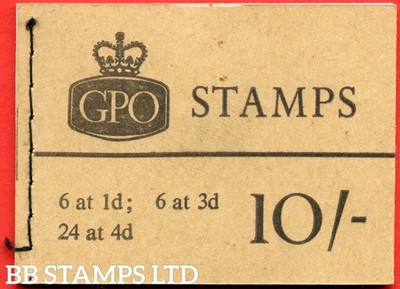 GPO STAMPS
6 at 1d; 6 at 3d
24 at 4d
10/-
BB STAMPS LTD